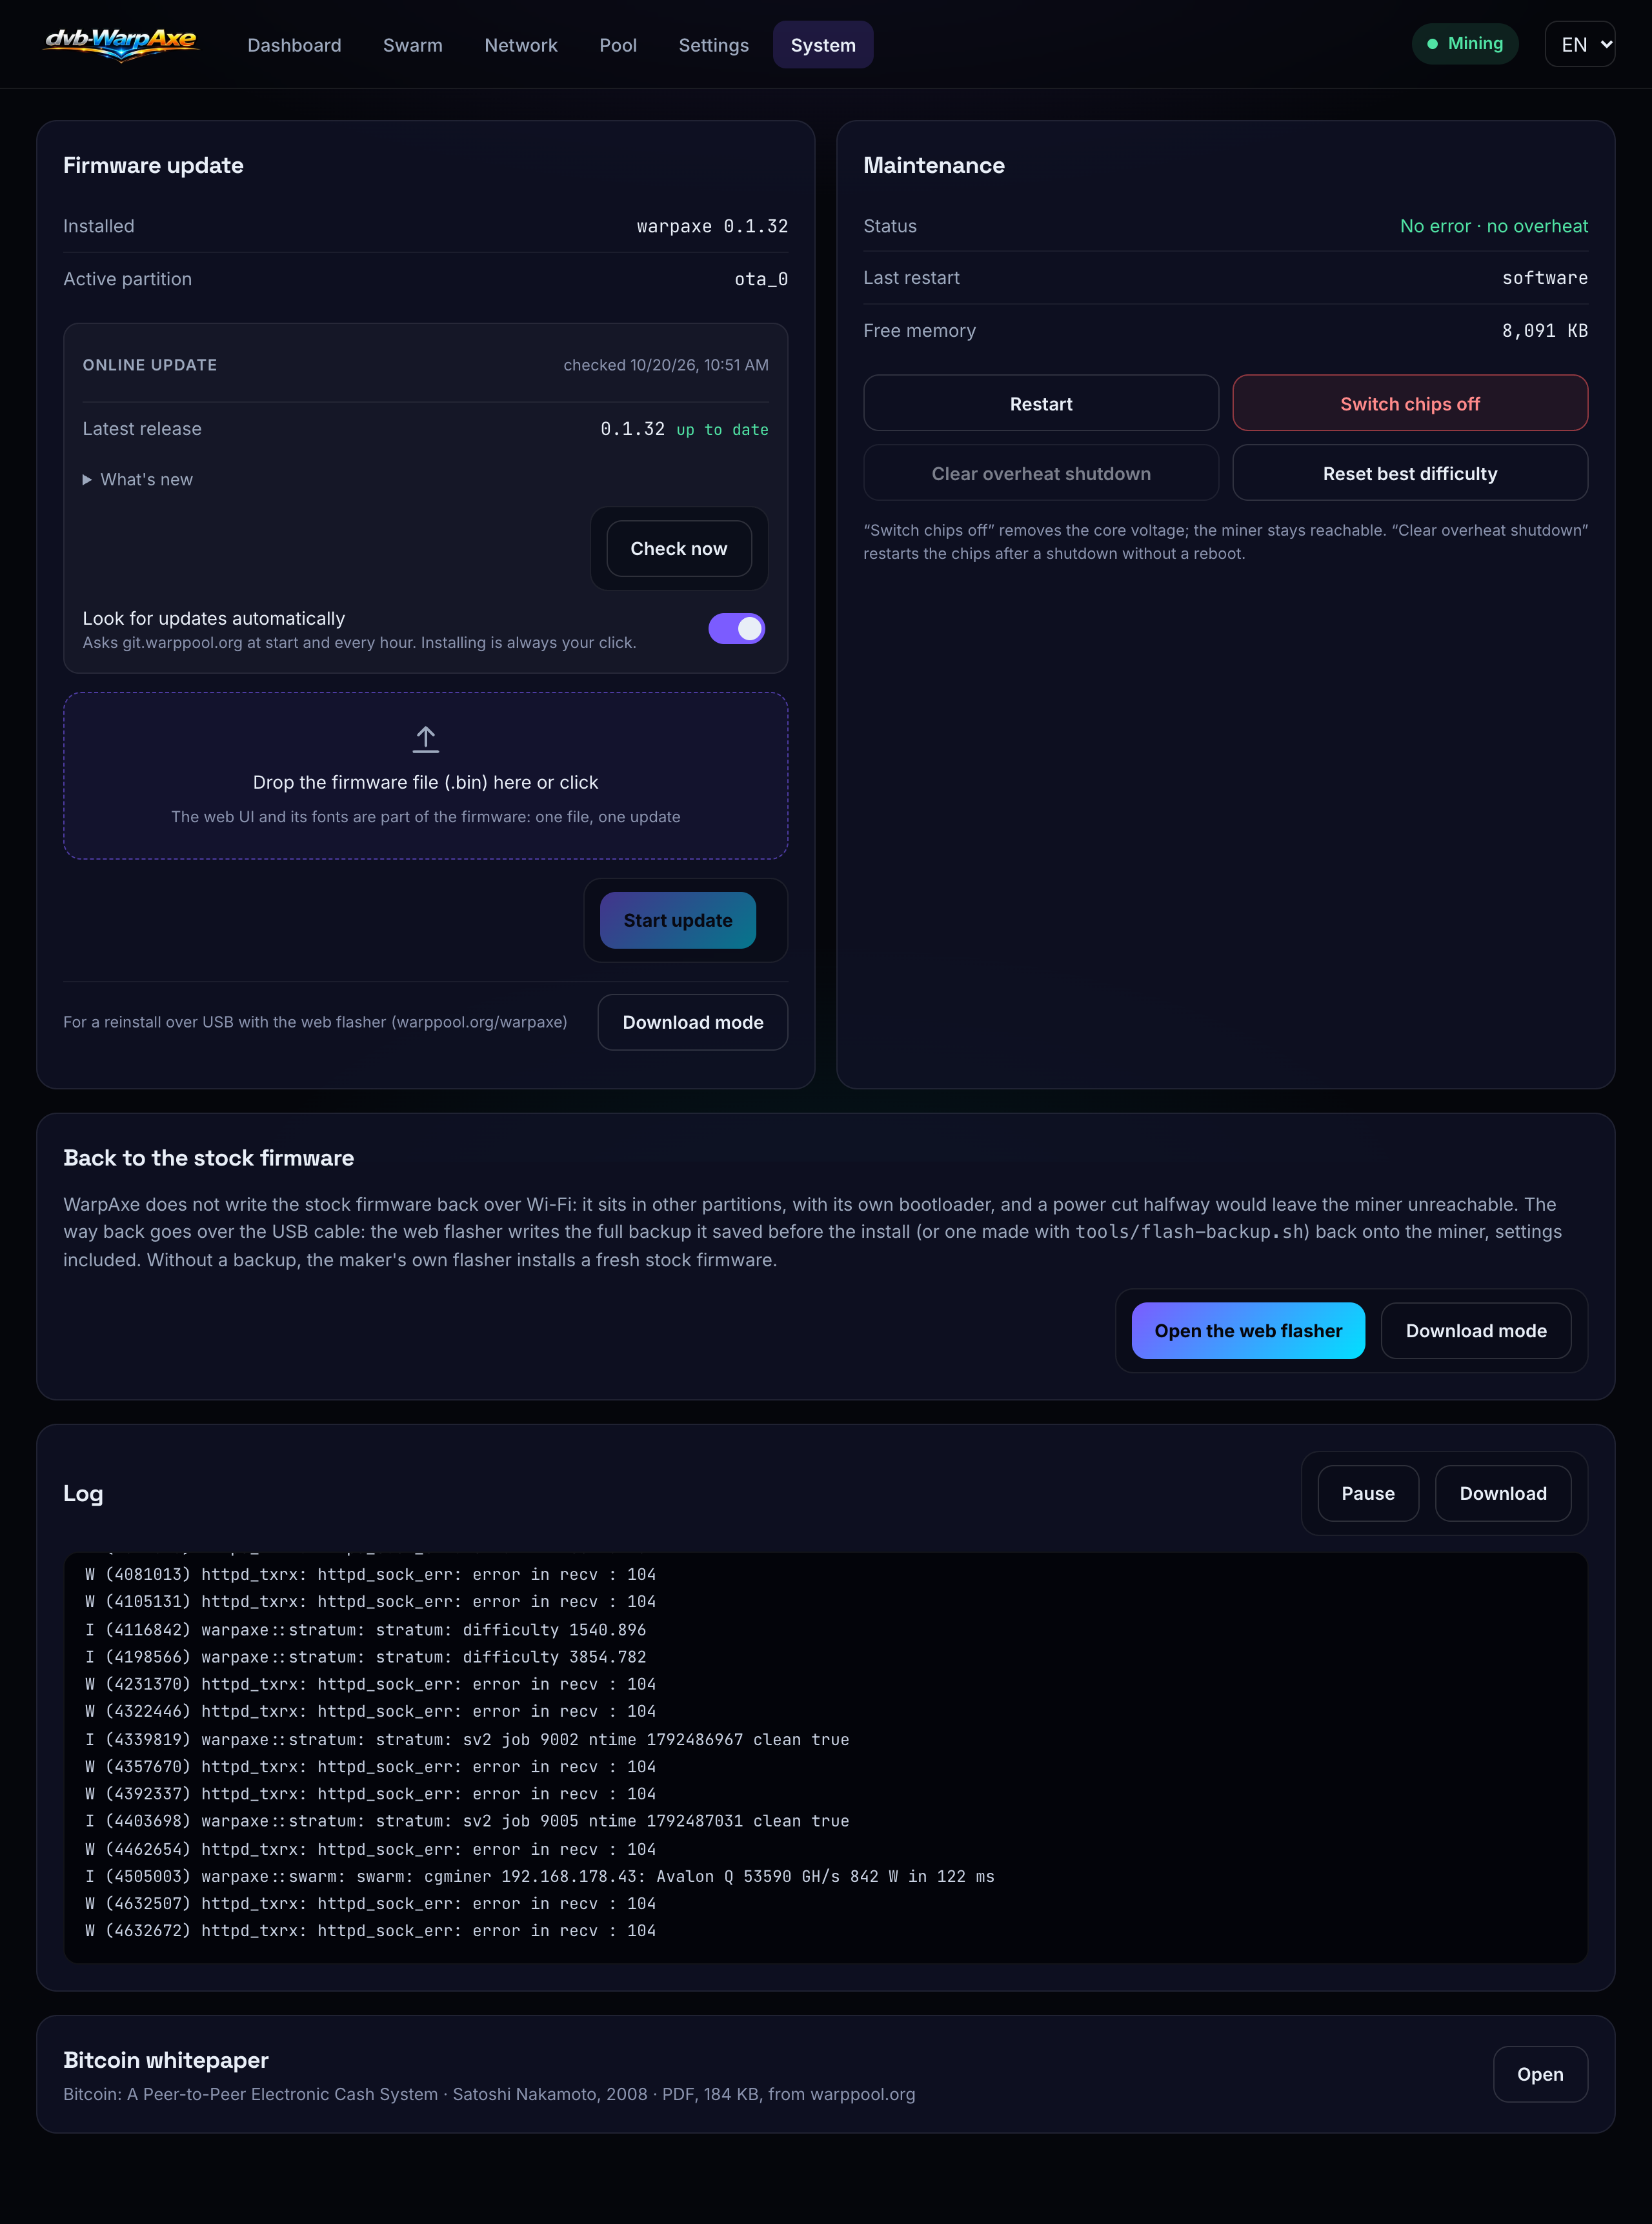 dvb-WarpAxe
Dashboard
Swarm
Network
Pool
Settings
System
Mining
EN
Firmware update
Installed
warpaxe 0.1.32
Active partition
ota_0
ONLINE UPDATE
checked 10/20/26, 10:51 AM
Latest release
0.1.32 up to date
What's new
Check now
Look for updates automatically
Asks git.warppool.org at start and every hour. Installing is always your click.
Drop the firmware file (.bin) here or click
The web UI and its fonts are part of the firmware: one file, one update
Start update
For a reinstall over USB with the web flasher (warppool.org/warpaxe)
Download mode
Maintenance
Status
No error · no overheat
Last restart
software
Free memory
8,091 KB
Restart
Switch chips off
Clear overheat shutdown
Reset best difficulty
“Switch chips off” removes the core voltage; the miner stays reachable. “Clear overheat shutdown”
restarts the chips after a shutdown without a reboot.
Back to the stock firmware
WarpAxe does not write the stock firmware back over Wi-Fi: it sits in other partitions, with its own bootloader, and a power cut halfway would leave the miner unreachable. The
way back goes over the USB cable: the web flasher writes the full backup it saved before the install (or one made with tools/flash-backup.sh) back onto the miner, settings
included. Without a backup, the maker's own flasher installs a fresh stock firmware.
Open the web flasher
Download mode
Log
Pause
Download
W (4081013) httpd_txrx: httpd_sock_err: error in recv : 104
W (4105131) httpd_txrx: httpd_sock_err: error in recv : 104
I (4116842) warpaxe::stratum: stratum: difficulty 1540.896
I (4198566) warpaxe::stratum: stratum: difficulty 3854.782
W (4231370) httpd_txrx: httpd_sock_err: error in recv : 104
W (4322446) httpd_txrx: httpd_sock_err: error in recv : 104
I (4339819) warpaxe::stratum: stratum: sv2 job 9002 ntime 1792486967 clean true
W (4357670) httpd_txrx: httpd_sock_err: error in recv : 104
W (4392337) httpd_txrx: httpd_sock_err: error in recv : 104
I (4403698) warpaxe::stratum: stratum: sv2 job 9005 ntime 1792487031 clean true
W (4462654) httpd_txrx: httpd_sock_err: error in recv : 104
I (4505003) warpaxe::swarm: swarm: cgminer 192.168.178.43: Avalon Q 53590 GH/s 842 W in 122 ms
W (4632507) httpd_txrx: httpd_sock_err: error in recv : 104
W (4632672) httpd_txrx: httpd_sock_err: error in recv : 104
Bitcoin whitepaper
Bitcoin: A Peer-to-Peer Electronic Cash System · Satoshi Nakamoto, 2008 · PDF, 184 KB, from warppool.org
Open